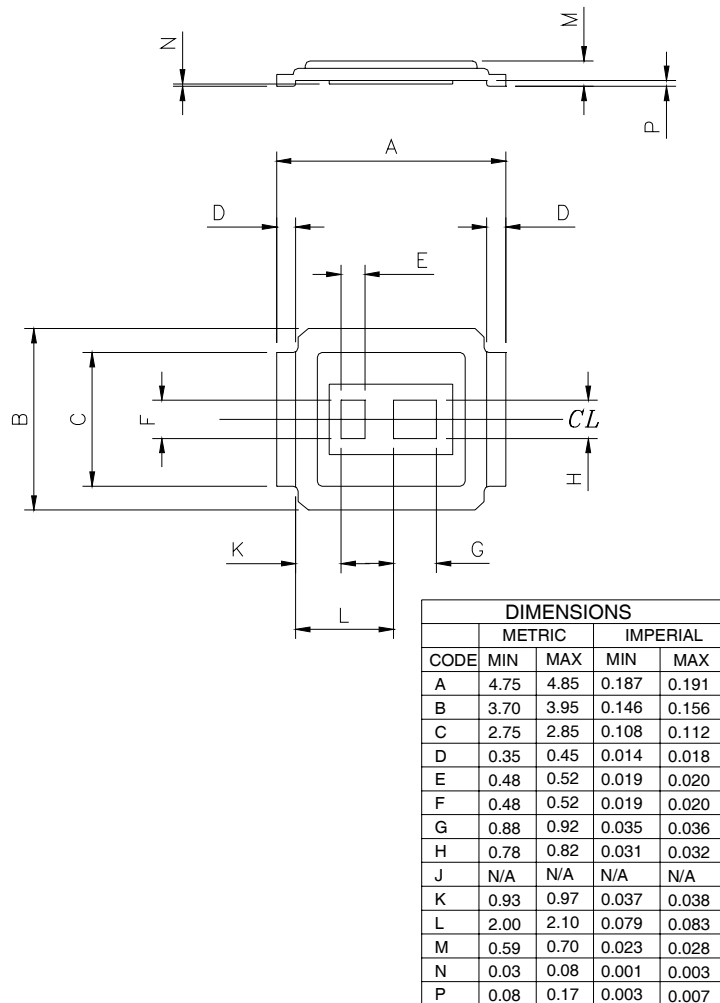 N
M
P
A
D
D
E
B
C
F
CL
H
K
G
L
DIMENSIONS
METRIC IMPERIAL
CODE MIN MAX MIN MAX
A 4.75 4.85 0.187 0.191
B 3.70 3.95 0.146 0.156
C 2.75 2.85 0.108 0.112
D 0.35 0.45 0.014 0.018
E 0.48 0.52 0.019 0.020
F 0.48 0.52 0.019 0.020
G 0.88 0.92 0.035 0.036
H 0.78 0.82 0.031 0.032
J N/A N/A N/A N/A
K 0.93 0.97 0.037 0.038
L 2.00 2.10 0.079 0.083
M 0.59 0.70 0.023 0.028
N 0.03 0.08 0.001 0.003
P 0.08 0.17 0.003 0.007